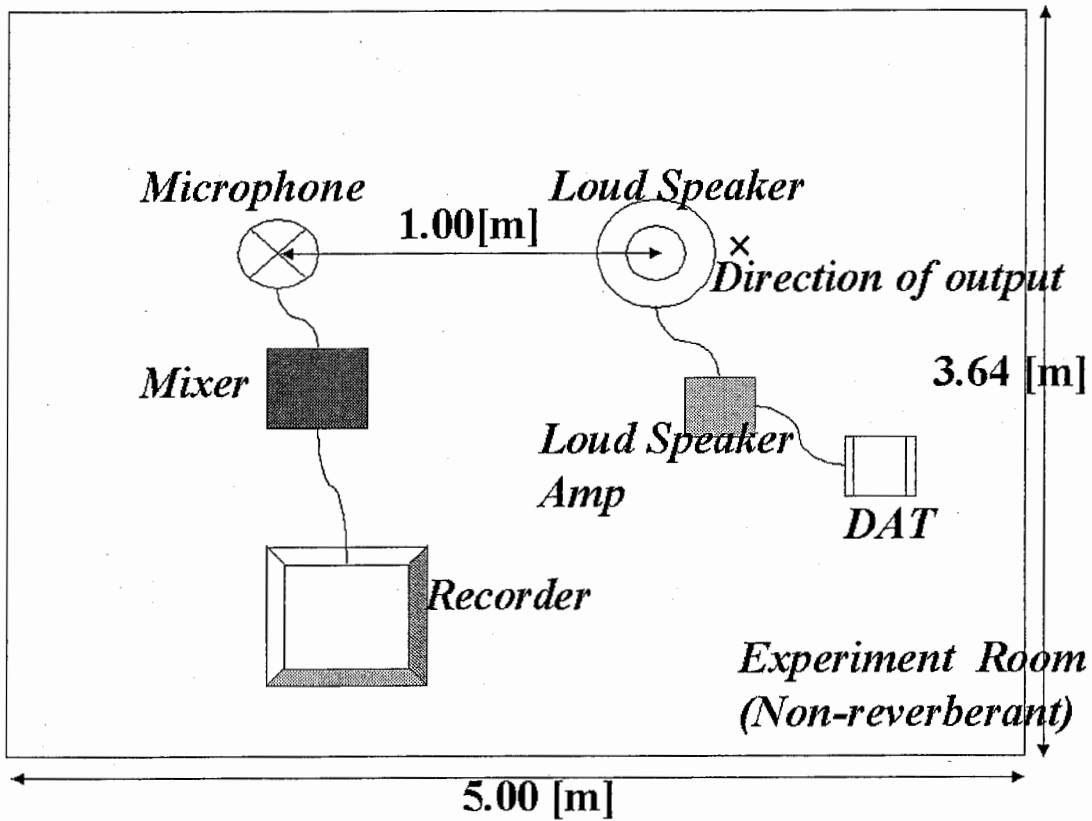 Microphone
Loud Speaker
1.00[m]
×
Direction of output
Mixer
3.64 [m]
Loud Speaker
Amp
DAT
Recorder
Experiment Room
(Non-reverberant)
5.00 [m]